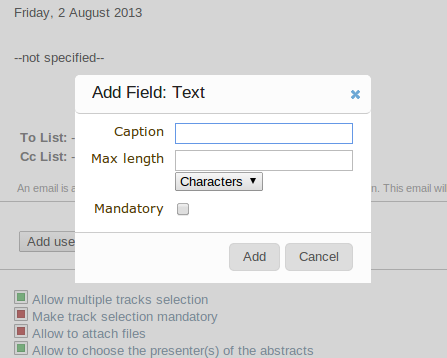 Friday, 2 August 2013
--not specified--
Add Field: Text
Caption
To List: -
Max length
Cc List: -
Characters
An email is a
n. This email wil
Mandatory
Add use
Add
Cancel
Allow multiple tracks selection
Make track selection mandatory
Allow to attach files
Allow to choose the presenter(s) of the abstracts